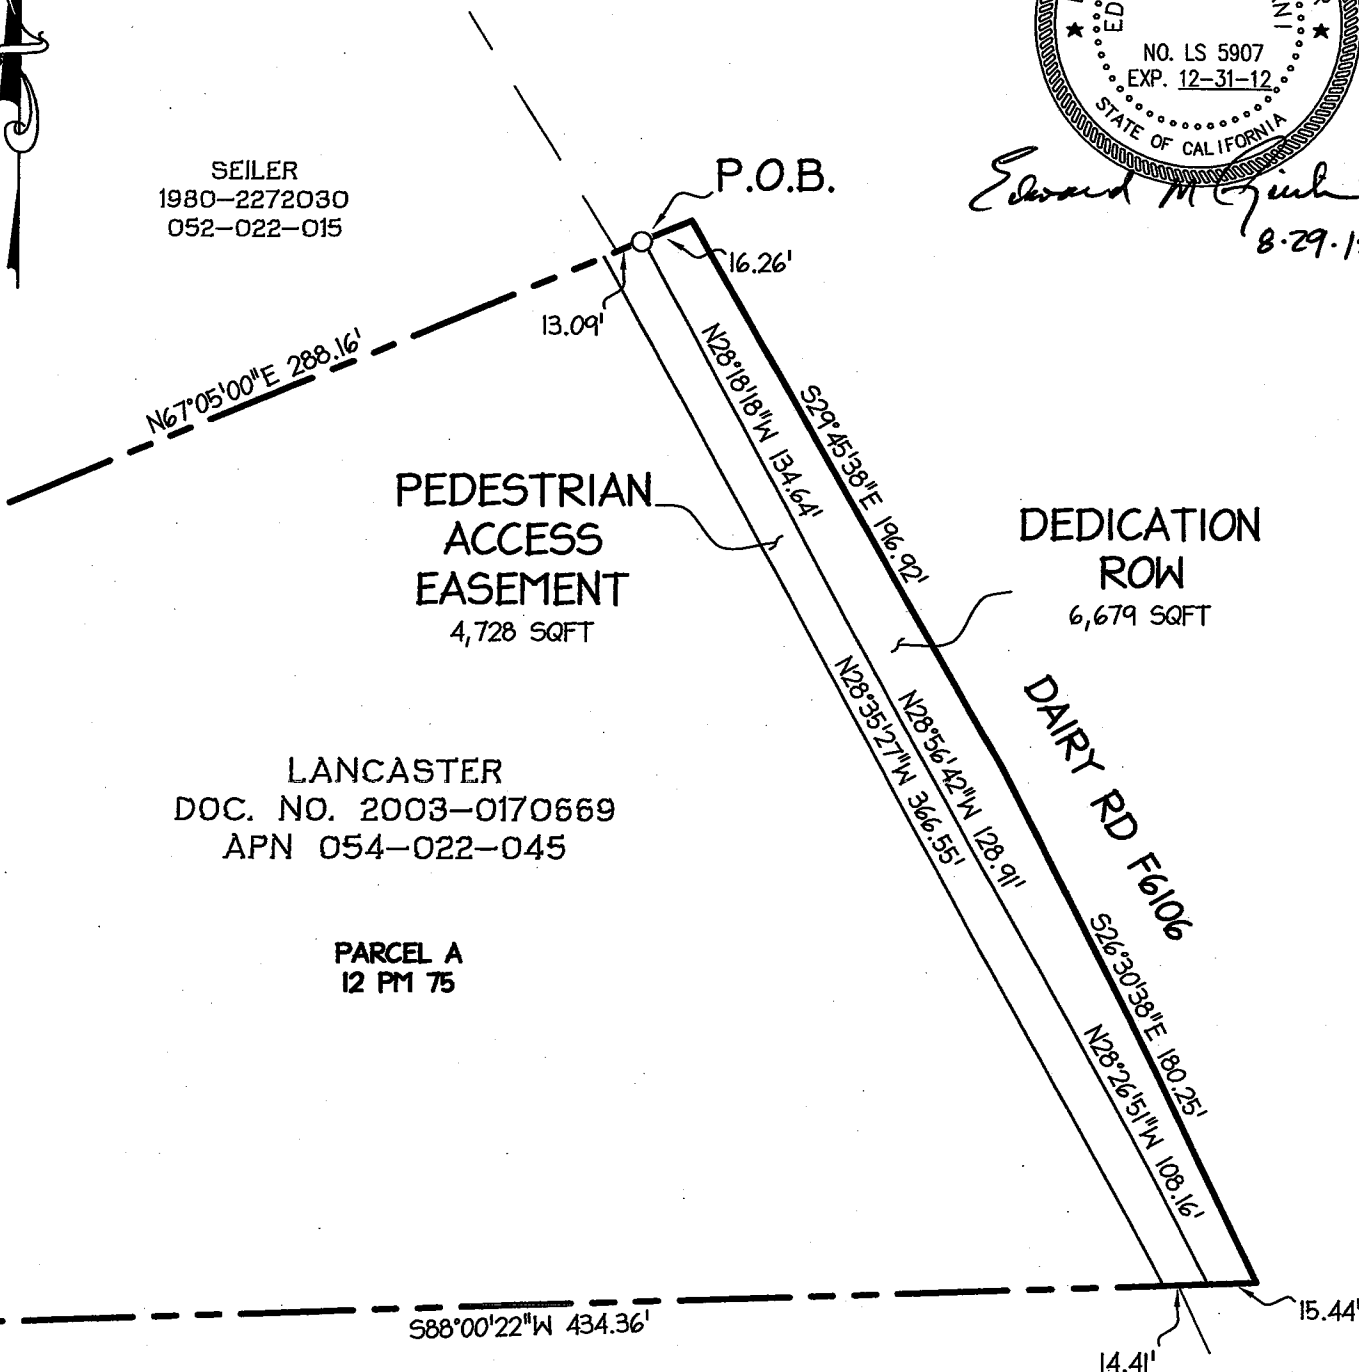 NO. LS 5907
EXP. 12-31-12
STATE OF CALIFORNIA
SEILER
1980-2272030
052-022-015
P.O.B.
Edward M
16.26'
13.09'
N67°05'00"E 288.16'
N28°18'18"W 134.64'
S29°45'38"E 196.92'
PEDESTRIAN
ACCESS
EASEMENT
4,728 SQFT
DEDICATION
ROW
6,679 SQFT
N28°35'27"W 366.55'
N28°56'42"W 128.91'
DAIRY RD F6106
LANCASTER
DOC. NO. 2003-0170669
APN 054-022-045
PARCEL A
12 PM 75
S26°30'38"E 180.25'
N28°26'51"W 108.16'
S88°00'22"W 434.36'
15.44'
14.41'